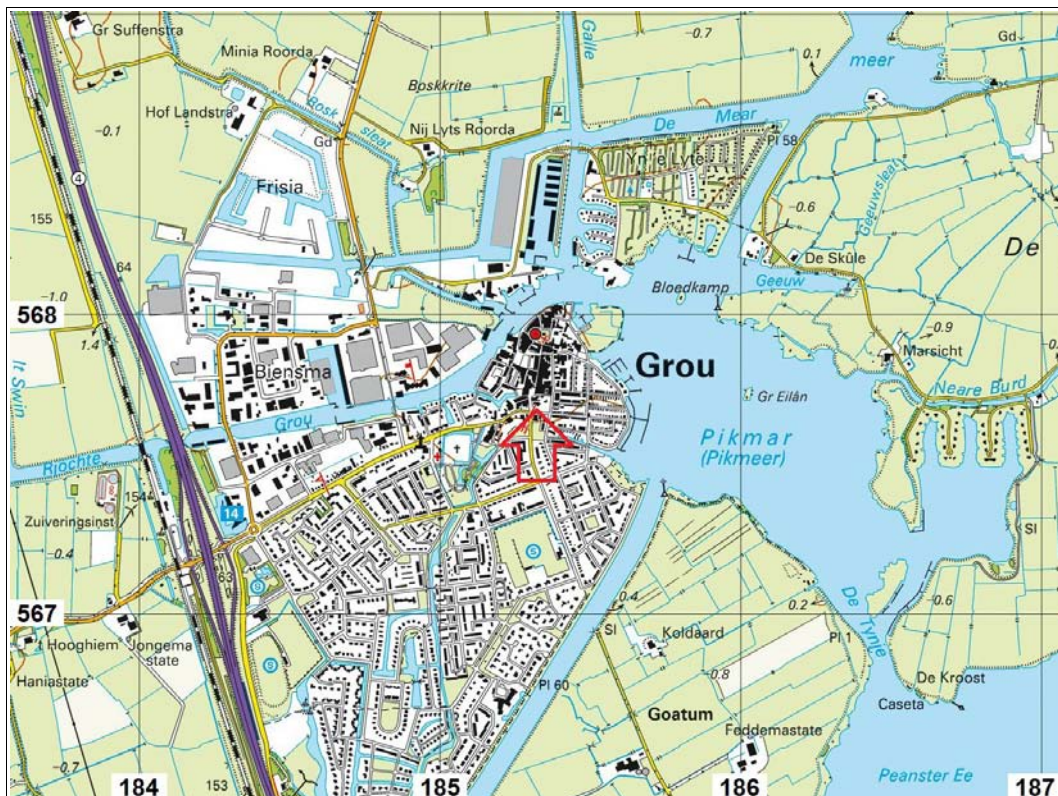 Gr Suffenstra
Minia Roorda
Galle
-0.7
0.1
meer
Gd
Hof Landstra
Bosk
sleat
Boskkrite
Nij Lyts Roorda
De Mear
Pl 58
-0.1
Gd
Frisia
Yn 'e Lyte
4
-0.6
Geeuwsleat
155
64
De Skûle
De
-1.0
Bloedkamp
Geeuw
568
1.4
Biensma
Grou
-0.9
Marsicht
It Swin
Neare Burd
Gr Eilân
Rjochte
Grou
Pikmar
(Pikmeer)
154
14
Zuiveringsinst
-0.4
S
Sl
63
S
567
0.4
0.2
-0.6
De Tynje
Sl
Pl 1
't Hooghiem
Jongema
state
S
Koldaard
Haniastate
-0.8
De Kroost
Pl 60
Caseta
Goatum
Feddemastate
-0.7
153
Peanster Ee
184
185
186
187